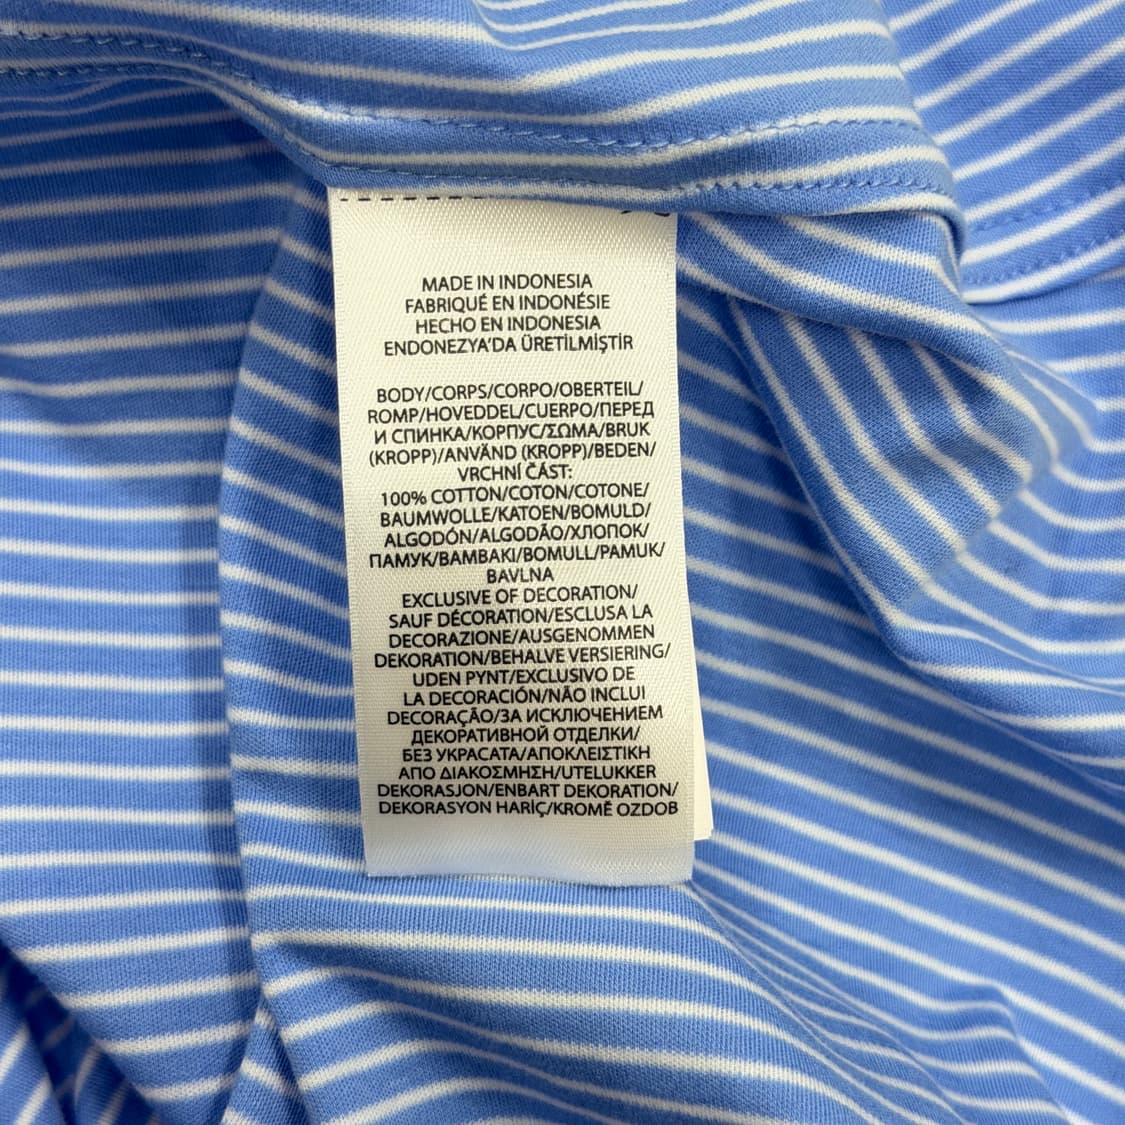 MADE IN INDONESIA
FABRIQUÉ EN INDONÉSIE
HECHO EN INDONESIA
ENDONEZYA'DA ÜRETİLMİŞTİR
BODY/CORPS/CORPO/OBERTEIL/
ROMP/HOVEDDEL/CUERPO/ПЕРЕД
И СПИНКА/КОРПУС/ΣΩΜΑ/BRUK
(KROPP)/ANVÄND (KROPP)/BEDEN/
VRCHNÍ ČÁST:
100% COTTON/COTON/COTONE/
BAUMWOLLE/KATOEN/BOMULD/
ALGODÓN/ALGODÃO/ХЛОПОК/
ПАМУК/ΒΑΜΒΑΚΙ/BOMULL/PAMUK/
BAVLNA
EXCLUSIVE OF DECORATION/
SAUF DÉCORATION/ESCLUSA LA
DECORAZIONE/AUSGENOMMEN
DEKORATION/BEHALVE VERSIERING/
UDEN PYNT/EXCLUSIVO DE
LA DECORACIÓN/NÃO INCLUI
DECORAÇÃO/ЗА ИСКЛЮЧЕНИЕМ
ДЕКОРАТИВНОЙ ОТДЕЛКИ/
БЕЗ УКРАСАТА/ΑΠΟΚΛΕΙΣΤΙΚΗ
ΑΠΟ ΔΙΑΚΟΣΜΗΣΗ/UTELUKKER
DEKORASJON/ENBART DEKORATION/
DEKORASYON HARİÇ/KROMĚ OZDOB